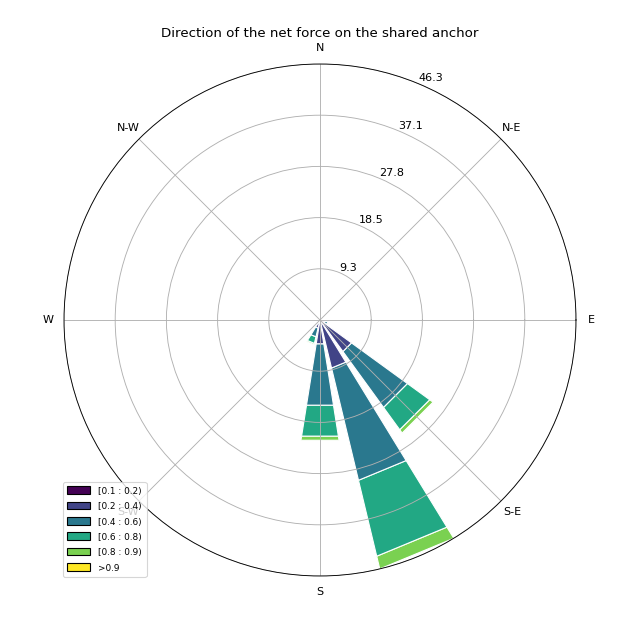 Direction of the net force on the shared anchor
N
46.3
N-W
N-E
37.1
27.8
18.5
9.3
W
E
[0.1 : 0.2)
[0.2 : 0.4)
S-W
S-E
[0.4 : 0.6)
[0.6 : 0.8)
[0.8 : 0.9)
>0.9
S